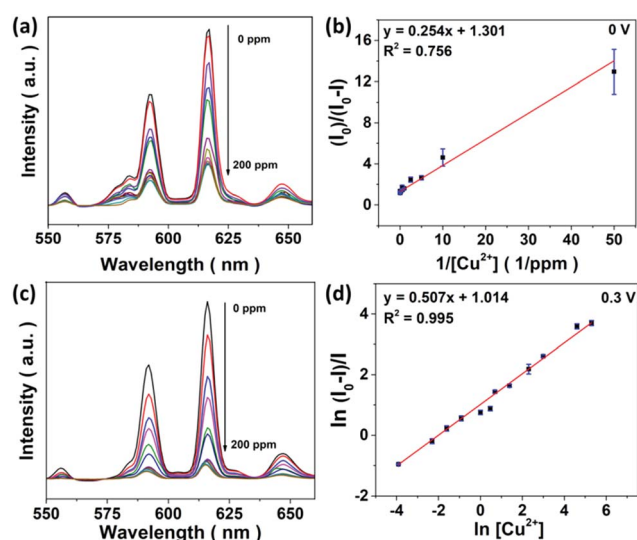 (a)
0 ppm
200 ppm
Intensity (a.u.)
550 575 600 625 650
Wavelength ( nm )
(b)
y = 0.254x + 1.301
R² = 0.756
0 V
(I₀)/(I₀-I)
16
12
8
4
0
0 10 20 30 40 50
1/[Cu²⁺] ( 1/ppm )
(c)
0 ppm
200 ppm
Intensity ( a.u. )
550 575 600 625 650
Wavelength ( nm )
(d)
y = 0.507x + 1.014
R² = 0.995
0.3 V
ln (I₀-I)/I
4
2
0
-2
-4 -2 0 2 4 6
ln [Cu²⁺]